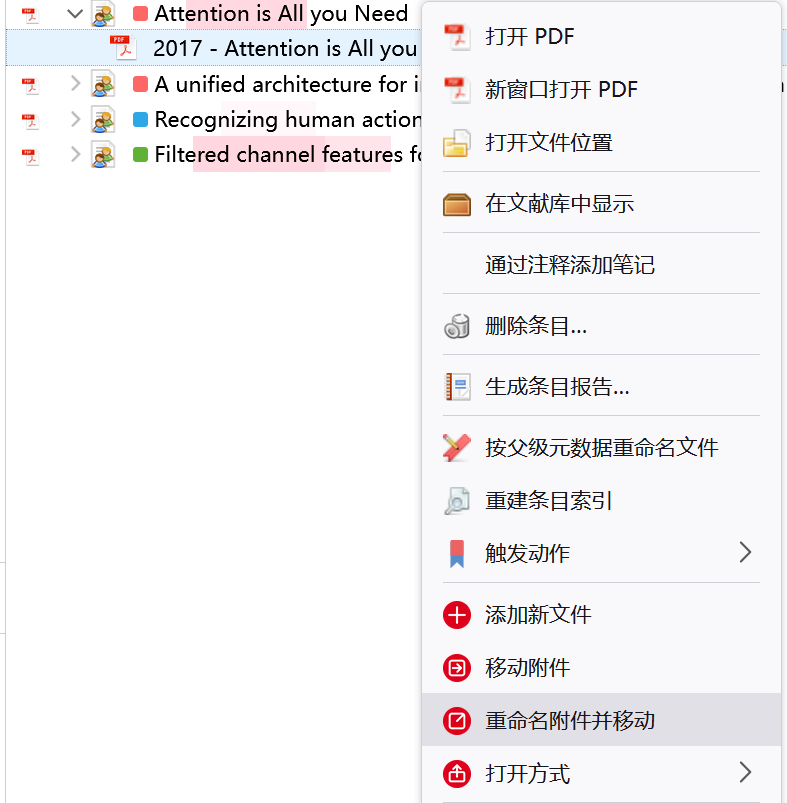 Attention is All you Need
2017 - Attention is All you
A unified architecture for
Recognizing human action
Filtered channel features
打开 PDF
新窗口打开 PDF
打开文件位置
在文献库中显示
通过注释添加笔记
删除条目...
生成条目报告...
按父级元数据重命名文件
重建条目索引
触发动作
添加新文件
移动附件
重命名附件并移动
打开方式